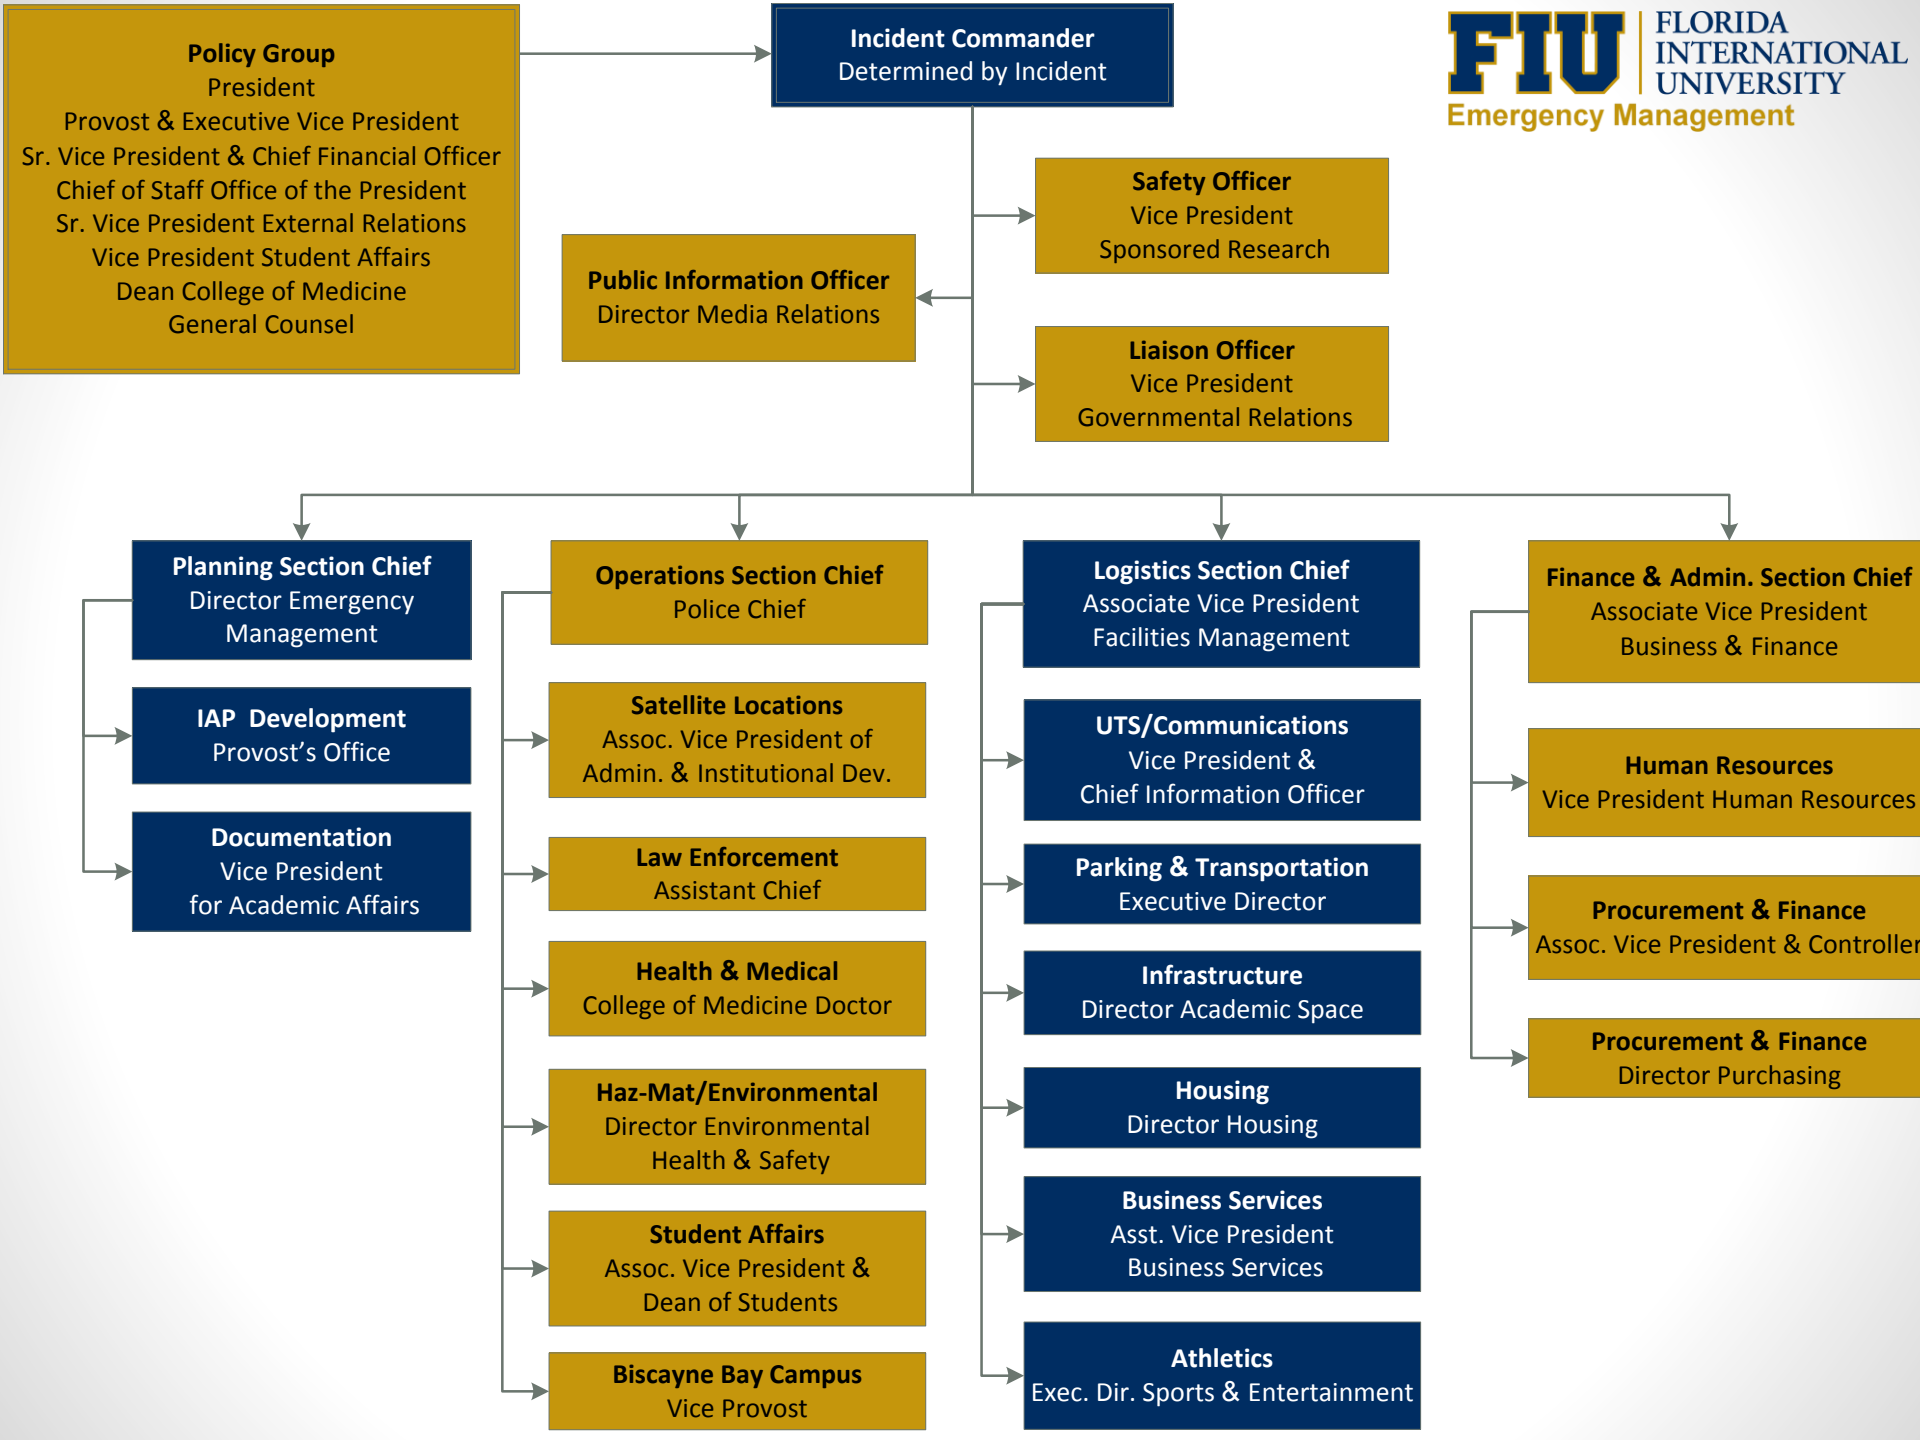 Policy Group
President
Provost & Executive Vice President
Sr. Vice President & Chief Financial Officer
Chief of Staff Office of the President
Sr. Vice President External Relations
Vice President Student Affairs
Dean College of Medicine
General Counsel
Incident Commander
Determined by Incident
FIU
FLORIDA
INTERNATIONAL
UNIVERSITY
Emergency Management
Safety Officer
Vice President
Sponsored Research
Public Information Officer
Director Media Relations
Liaison Officer
Vice President
Governmental Relations
Planning Section Chief
Director Emergency
Management
IAP  Development
Provost’s Office
Documentation
Vice President
for Academic Affairs
Operations Section Chief
Police Chief
Satellite Locations
Assoc. Vice President of
Admin. & Institutional Dev.
Law Enforcement
Assistant Chief
Health & Medical
College of Medicine Doctor
Haz-Mat/Environmental
Director Environmental
Health & Safety
Student Affairs
Assoc. Vice President &
Dean of Students
Biscayne Bay Campus
Vice Provost
Logistics Section Chief
Associate Vice President
Facilities Management
UTS/Communications
Vice President &
Chief Information Officer
Parking & Transportation
Executive Director
Infrastructure
Director Academic Space
Housing
Director Housing
Business Services
Asst. Vice President
Business Services
Athletics
Exec. Dir. Sports & Entertainment
Finance & Admin. Section Chief
Associate Vice President
Business & Finance
Human Resources
Vice President Human Resources
Procurement & Finance
Assoc. Vice President & Controller
Procurement & Finance
Director Purchasing